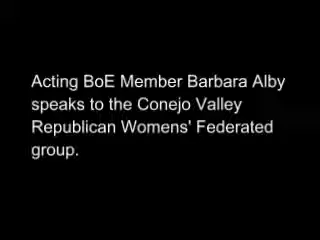 Acting BoE Member Barbara Alby
speaks to the Conejo Valley
Republican Womens' Federated
group.